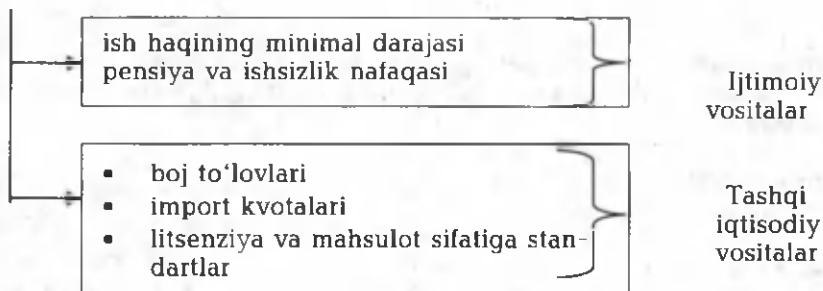 ish haqining minimal darajasi
pensiya va ishsizlik nafaqasi
Ijtimoiy
vositalar
▪ boj to‘lovlari
▪ import kvotalari
▪ litsenziya va mahsulot sifatiga stan-
dartlar
Tashqi
iqtisodiy
vositalar